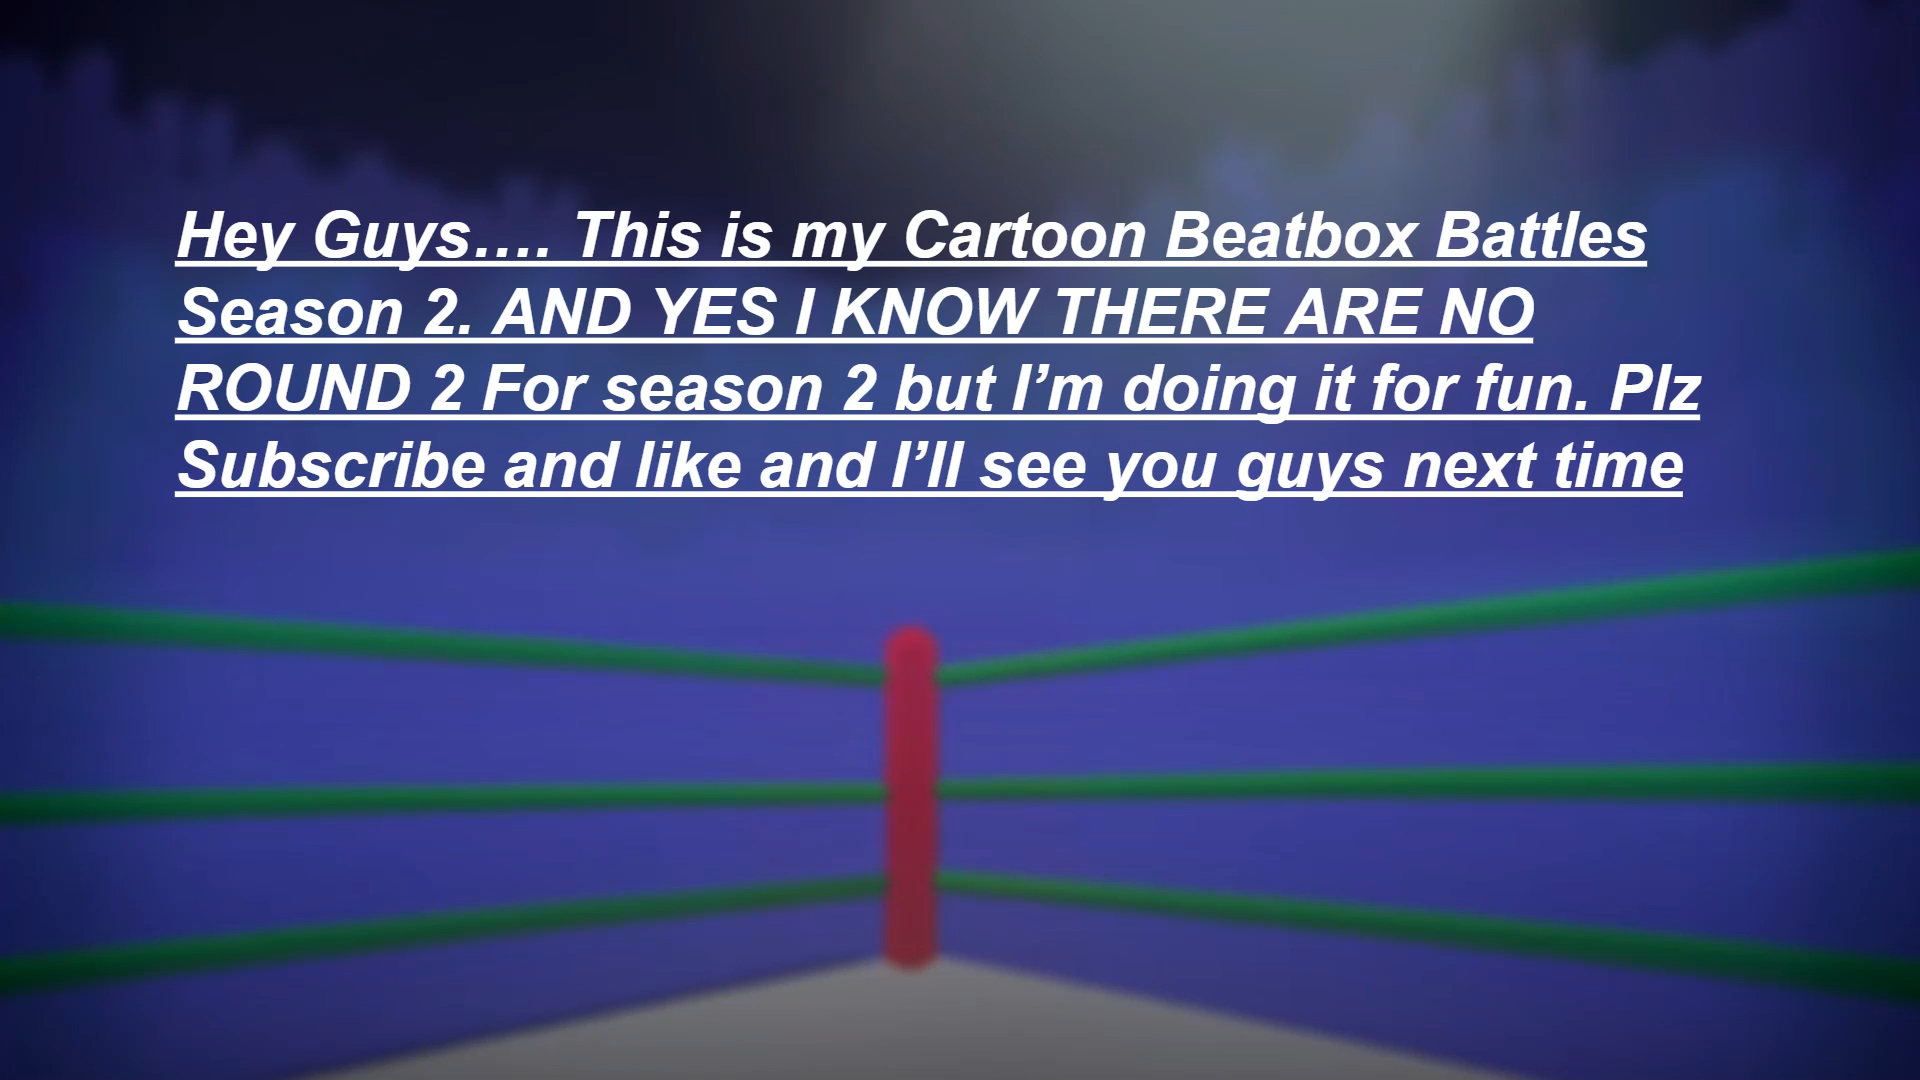 Hey Guys…. This is my Cartoon Beatbox Battles
Season 2. AND YES I KNOW THERE ARE NO
ROUND 2 For season 2 but I’m doing it for fun. Plz
Subscribe and like and I’ll see you guys next time